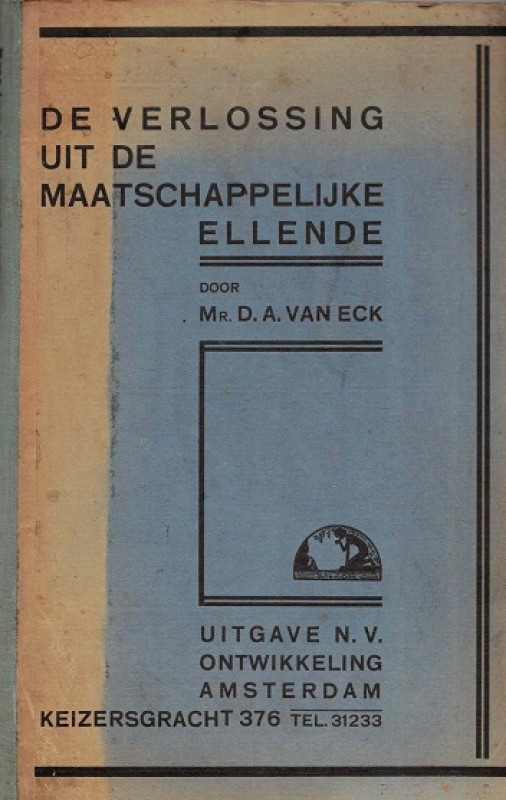 DE VERLOSSING
UIT DE
MAATSCHAPPELIJKE
ELLENDE
DOOR
MR. D. A. VAN ECK
UITGAVE N. V.
ONTWIKKELING
AMSTERDAM
KEIZERSGRACHT 376 TEL. 31233